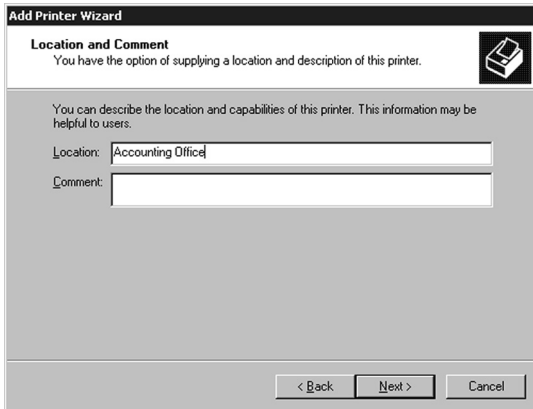 Add Printer Wizard
Location and Comment
You have the option of supplying a location and description of this printer.
You can describe the location and capabilities of this printer. This information may be
helpful to users.
Location: Accounting Office
Comment:
< Back Next > Cancel